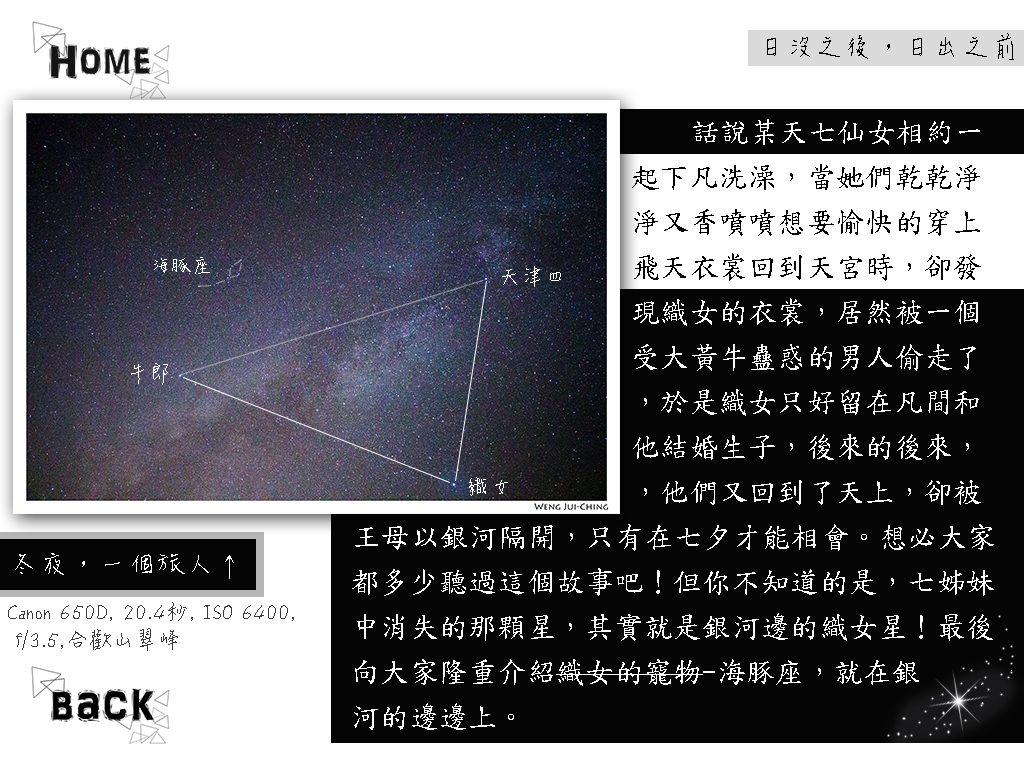 HOME
日沒之後，日出之前
海豚座
天津四
牛郎
織女
WENG JUI-CHING
話說某天七仙女相約一
起下凡洗澡，當她們乾乾淨
淨又香噴噴想要愉快的穿上
飛天衣裳回到天宮時，卻發
現織女的衣裳，居然被一個
受大黃牛蠱惑的男人偷走了
，於是織女只好留在凡間和
他結婚生子，後來的後來，
，他們又回到了天上，卻被
王母以銀河隔開，只有在七夕才能相會。想必大家
都多少聽過這個故事吧！但你不知道的是，七姊妹
中消失的那顆星，其實就是銀河邊的織女星！最後
向大家隆重介紹織女的寵物-海豚座，就在銀
河的邊邊上。
冬夜，一個旅人↑
Canon 650D, 20.4秒, ISO 6400,
f/3.5,合歡山翠峰
BACK